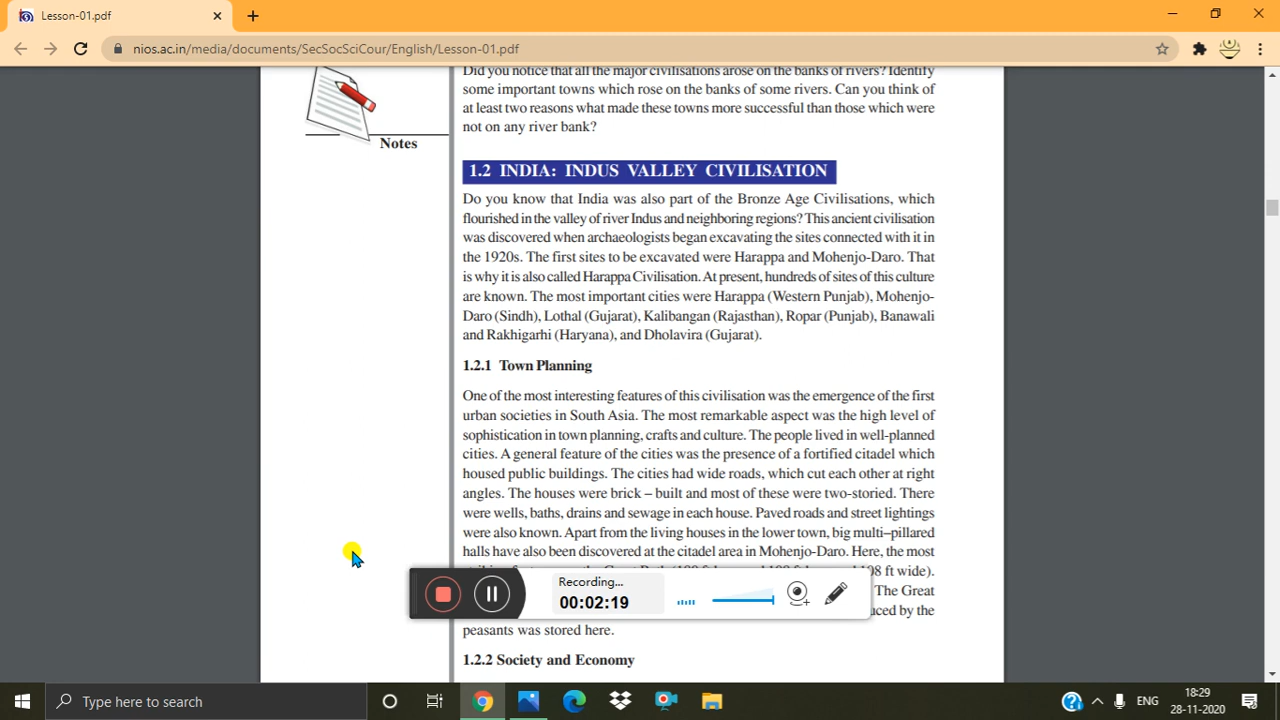 Lesson-01.pdf
nios.ac.in/media/documents/SecSocSciCour/English/Lesson-01.pdf
Did you notice that all the major civilisations arose on the banks of rivers? Identify
some important towns which rose on the banks of some rivers. Can you think of
at least two reasons what made these towns more successful than those which were
not on any river bank?
Notes
1.2 INDIA: INDUS VALLEY CIVILISATION
Do you know that India was also part of the Bronze Age Civilisations, which
flourished in the valley of river Indus and neighboring regions? This ancient civilisation
was discovered when archaeologists began excavating the sites connected with it in
the 1920s. The first sites to be excavated were Harappa and Mohenjo-Daro. That
is why it is also called Harappa Civilisation. At present, hundreds of sites of this culture
are known. The most important cities were Harappa (Western Punjab), Mohenjo-
Daro (Sindh), Lothal (Gujarat), Kalibangan (Rajasthan), Ropar (Punjab), Banawali
and Rakhigarhi (Haryana), and Dholavira (Gujarat).
1.2.1 Town Planning
One of the most interesting features of this civilisation was the emergence of the first
urban societies in South Asia. The most remarkable aspect was the high level of
sophistication in town planning, crafts and culture. The people lived in well-planned
cities. A general feature of the cities was the presence of a fortified citadel which
housed public buildings. The cities had wide roads, which cut each other at right
angles. The houses were brick – built and most of these were two-storied. There
were wells, baths, drains and sewage in each house. Paved roads and street lightings
were also known. Apart from the living houses in the lower town, big multi–pillared
halls have also been discovered at the citadel area in Mohenjo-Daro. Here, the most
08 ft wide).
Recording...
The Great
00:02:19
uced by the
peasants was stored here.
1.2.2 Society and Economy
Type here to search
ENG
18:29
28-11-2020